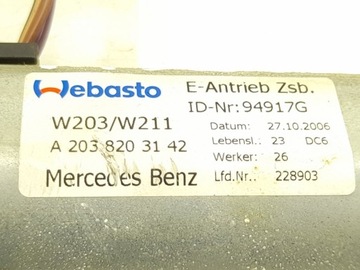 Webasto
E-Antrieb Zsb.
ID-Nr: 94917G
W203/W211
Datum: 27.10.2006
A 203 820 31 42
Lebensl.: 23 DC6
Werker: 26
Mercedes Benz
Lfd.Nr.: 228903